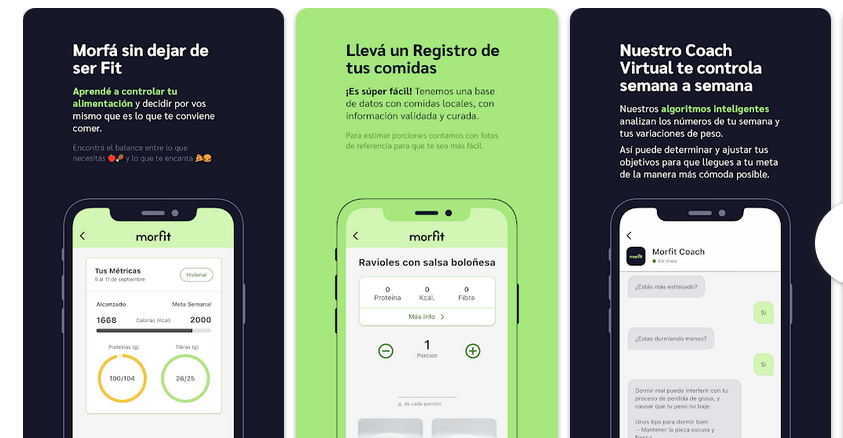 Morfá sin dejar de
ser Fit
Aprendé a controlar tu
alimentación y decidir por vos
mismo que es lo que te conviene
comer.
Encontrá el balance entre lo que
necesitás 🍎🥕 y lo que te encanta 🍕🍔
morfit
Tus Métricas
5 al 11 de septiembre
Historial
Alcanzado
Meta Semanal
1668
Calorías (Kcal)
2000
Proteínas (g)
Fibras (g)
100/104
26/25
Llevá un Registro de
tus comidas
¡Es súper fácil! Tenemos una base
de datos con comidas locales, con
información validada y curada.
Para estimar porciones contamos con fotos
de referencia para que te sea más fácil.
morfit
Ravioles con salsa boloñesa
0
0
0
Proteína
Kcal.
Fibra
Más Info
1
Porcion
g. de cada porción
Nuestro Coach
Virtual te controla
semana a semana
Nuestros algoritmos inteligentes
analizan los números de tu semana y
tus variaciones de peso.
Así puede determinar y ajustar tus
objetivos para que llegues a tu meta
de la manera más cómoda posible.
morfit
Morfit Coach
En línea
¿Estás más estresado?
Si
¿Estas durmiendo menos?
Si
Dormir mal puede interferir con tu
proceso de perdida de grasa, y
causar que tu peso no baje.
Unos tips para dormir bien:
- Mantener la pieza oscura y